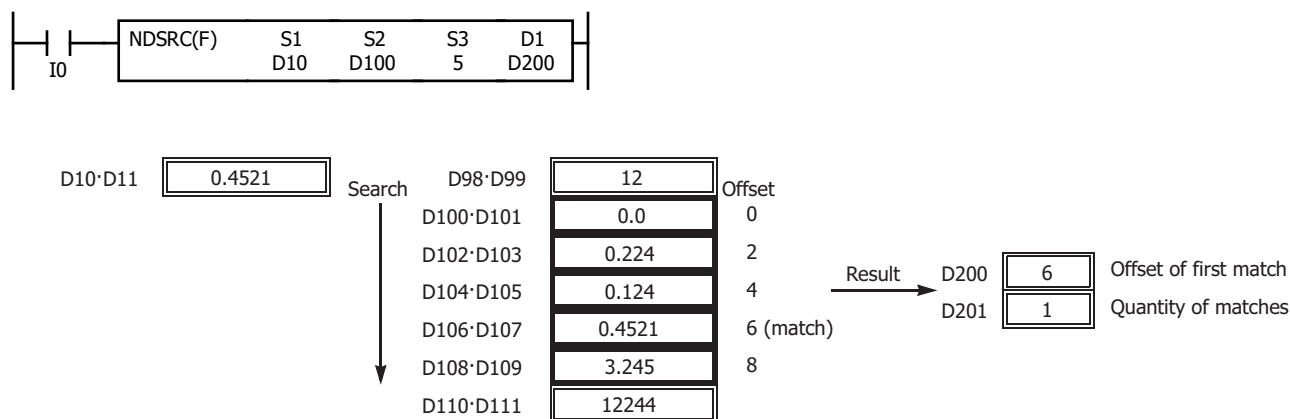 NDSRC(F) S1 S2 S3 D1
D10 D100 5 D200
I0
D10·D11 0.4521
Search
D98·D99 12
Offset
D100·D101 0.0 0
D102·D103 0.224 2
D104·D105 0.124 4
D106·D107 0.4521 6 (match)
D108·D109 3.245 8
D110·D111 12244
Result
D200 6 Offset of first match
D201 1 Quantity of matches